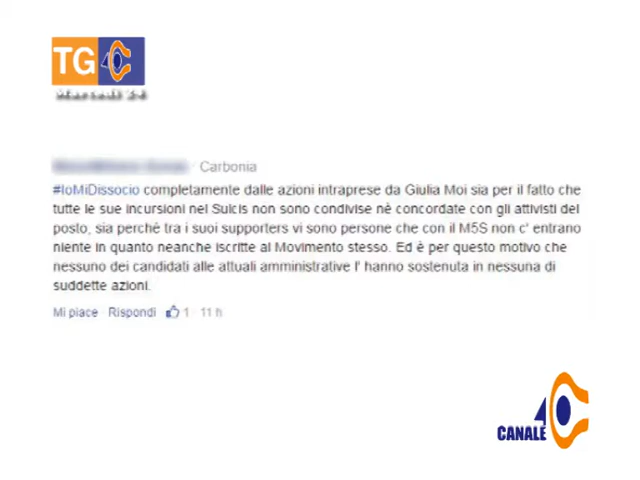 TG 4
Martedì 24
Carbonia
#IoMiDissocio completamente dalle azioni intraprese da Giulia Moi sia per il fatto che
tutte le sue incursioni nel Sulcis non sono condivise nè concordate con gli attivisti del
posto, sia perchè tra i suoi supporters vi sono persone che con il M5S non c' entrano
niente in quanto neanche iscritte al Movimento stesso. Ed è per questo motivo che
nessuno dei candidati alle attuali amministrative l' hanno sostenuta in nessuna di
suddette azioni.
Mi piace · Rispondi · 1 · 11 h
4
CANALE